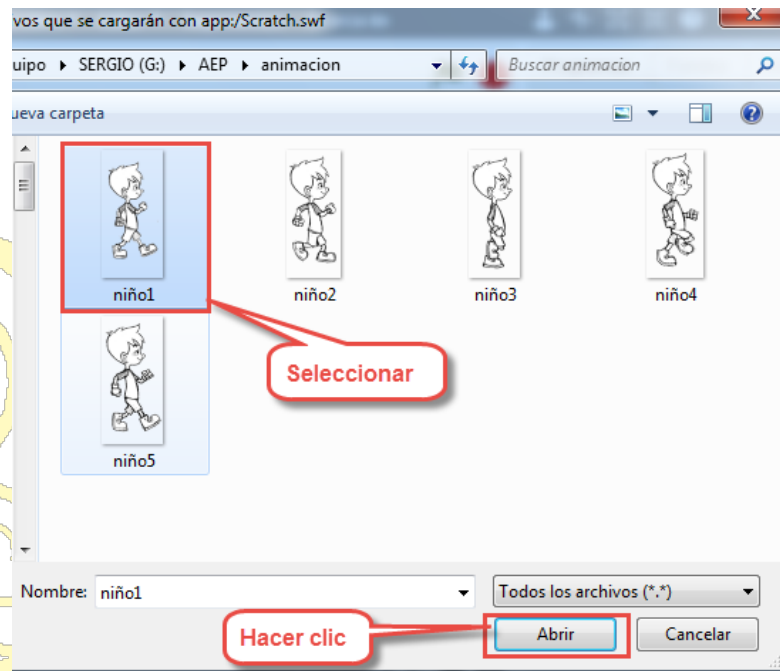 vos que se cargarán con app:/Scratch.swf
uipo ▸ SERGIO (G:) ▸ AEP ▸ animacion
Buscar animacion
ueva carpeta
niño1
niño2
niño3
niño4
Seleccionar
niño5
Nombre: niño1
Todos los archivos (*.*)
Hacer clic
Abrir
Cancelar